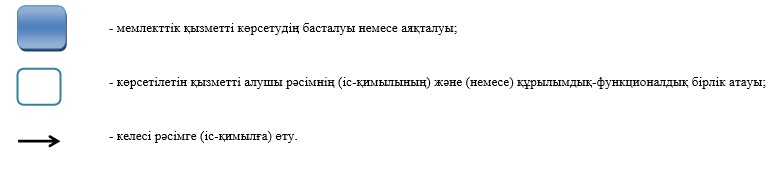 - мемлекттік қызметті көрсетудің басталуы немесе аяқталуы;
- көрсетілетін қызметті алушы рәсімнің (іс-қимылының) және (немесе) құрылымдық-функционалдық бірлік атауы;
- келесі рәсімге (іс-қимылға) өту.